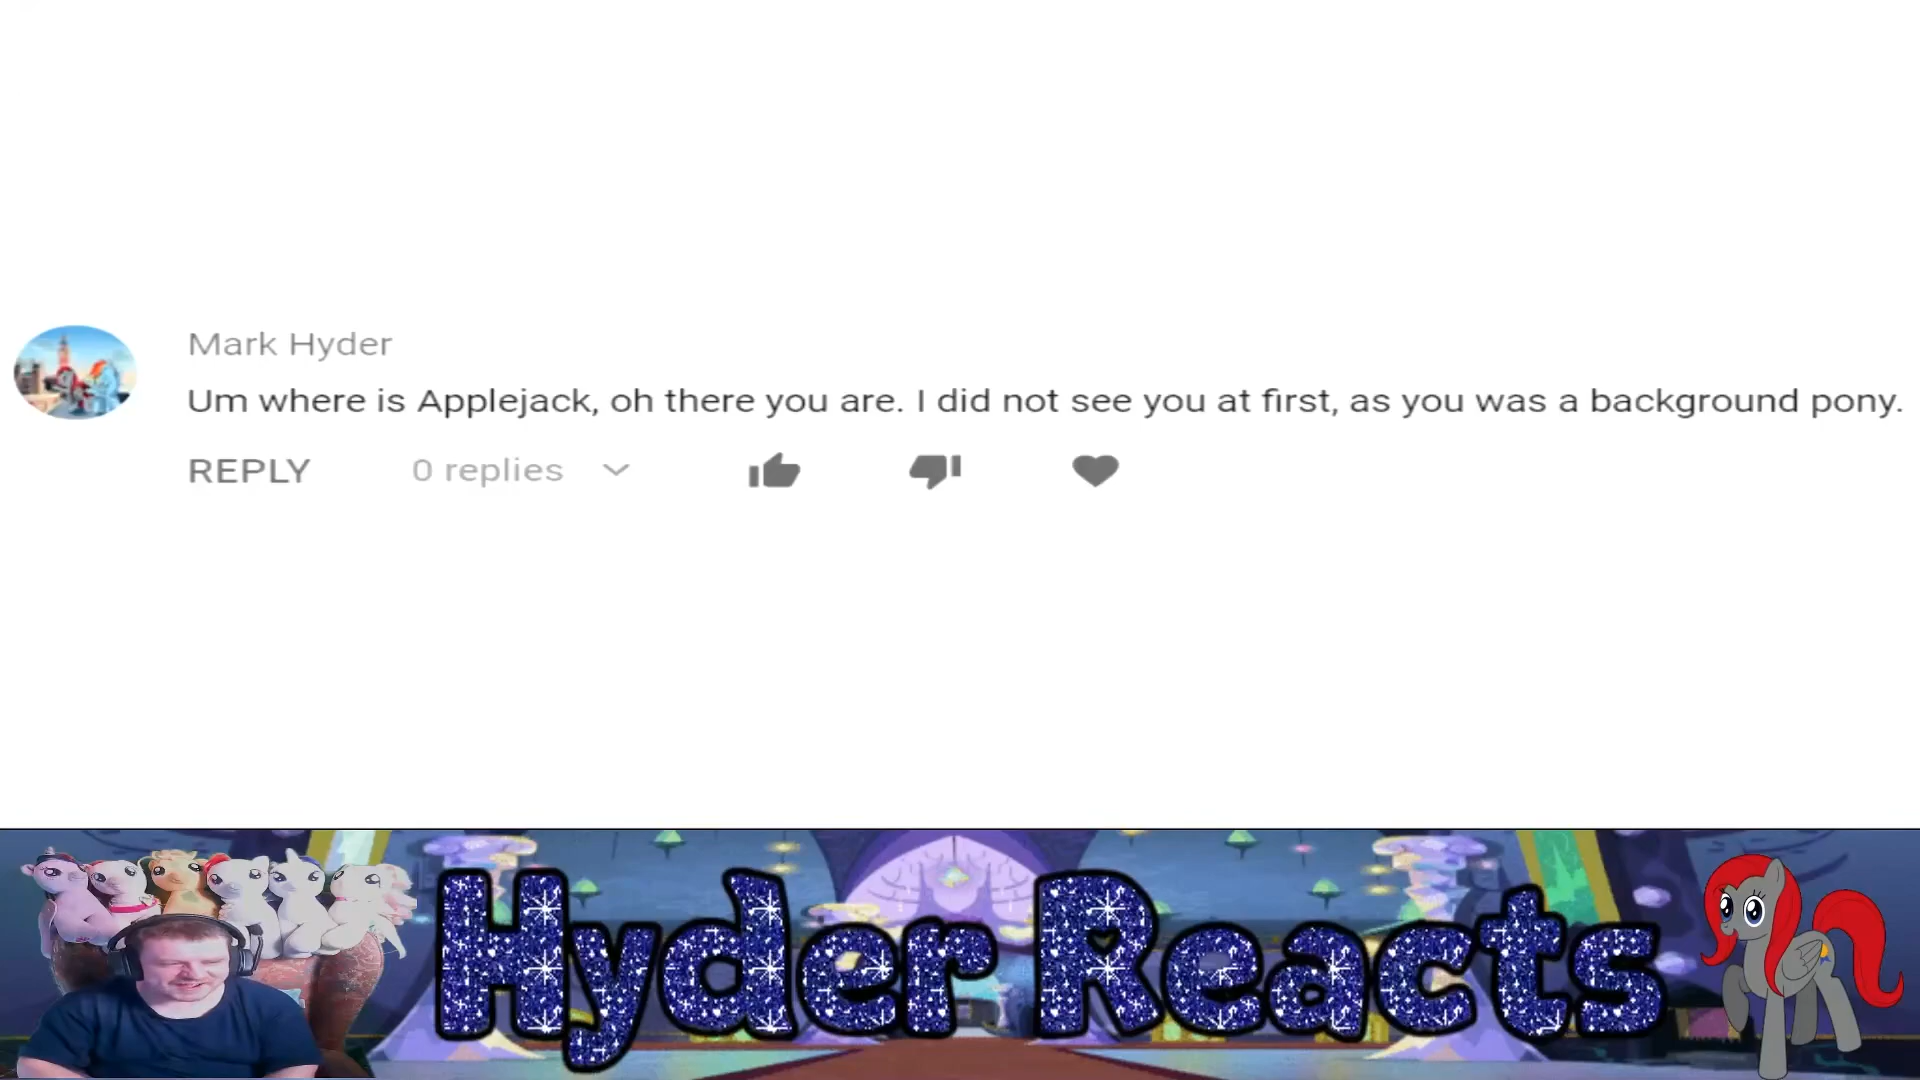 Mark Hyder
Um where is Applejack, oh there you are. I did not see you at first, as you was a background pony.
REPLY 0 replies
Hyder Reacts